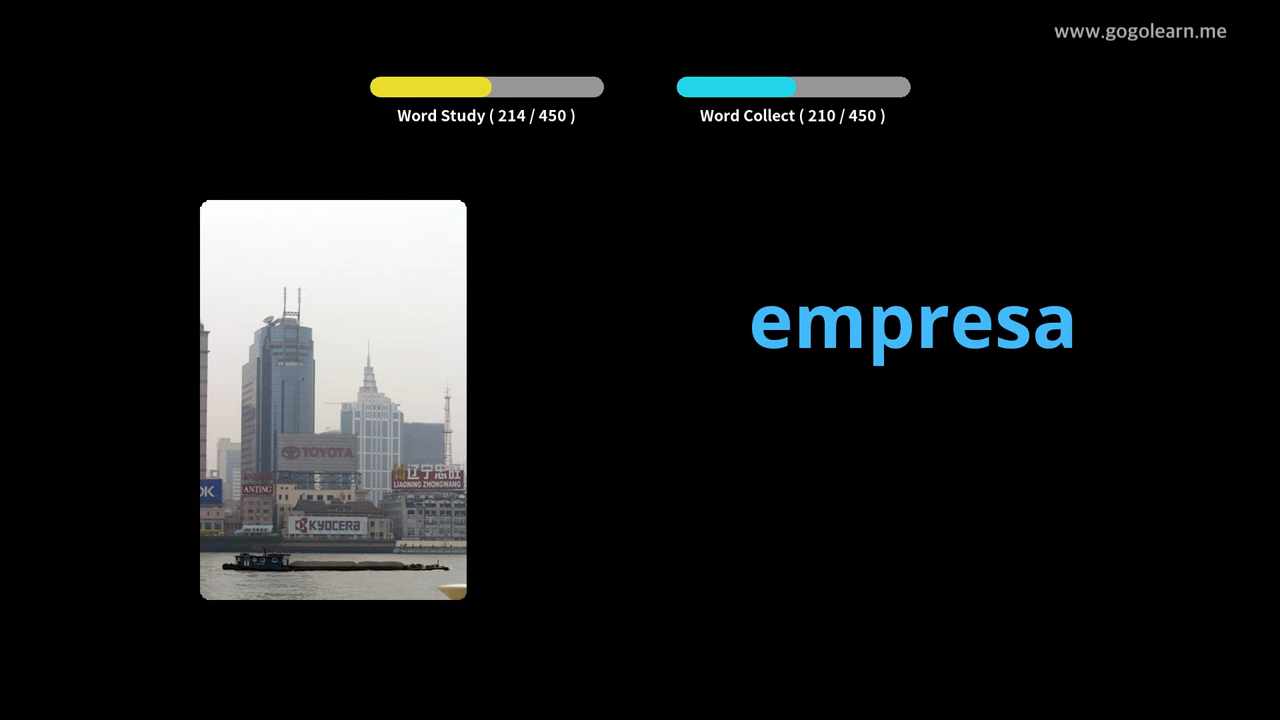 www.gogolearn.me
Word Study ( 214 / 450 )
Word Collect ( 210 / 450 )
empresa
TOYOTA
辽宁忠旺
LIAONING ZHONGWANG
ANTING
KYOCERA